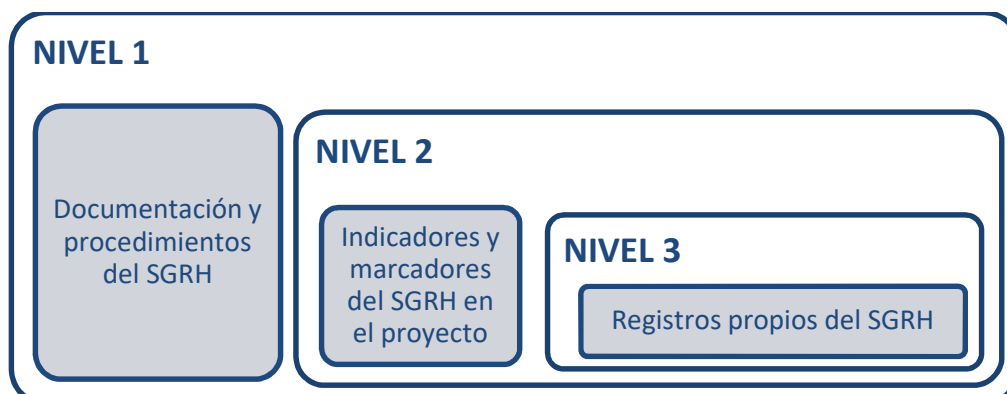 NIVEL 1
Documentación y
procedimientos
del SGRH
NIVEL 2
Indicadores y
marcadores
del SGRH en
el proyecto
NIVEL 3
Registros propios del SGRH